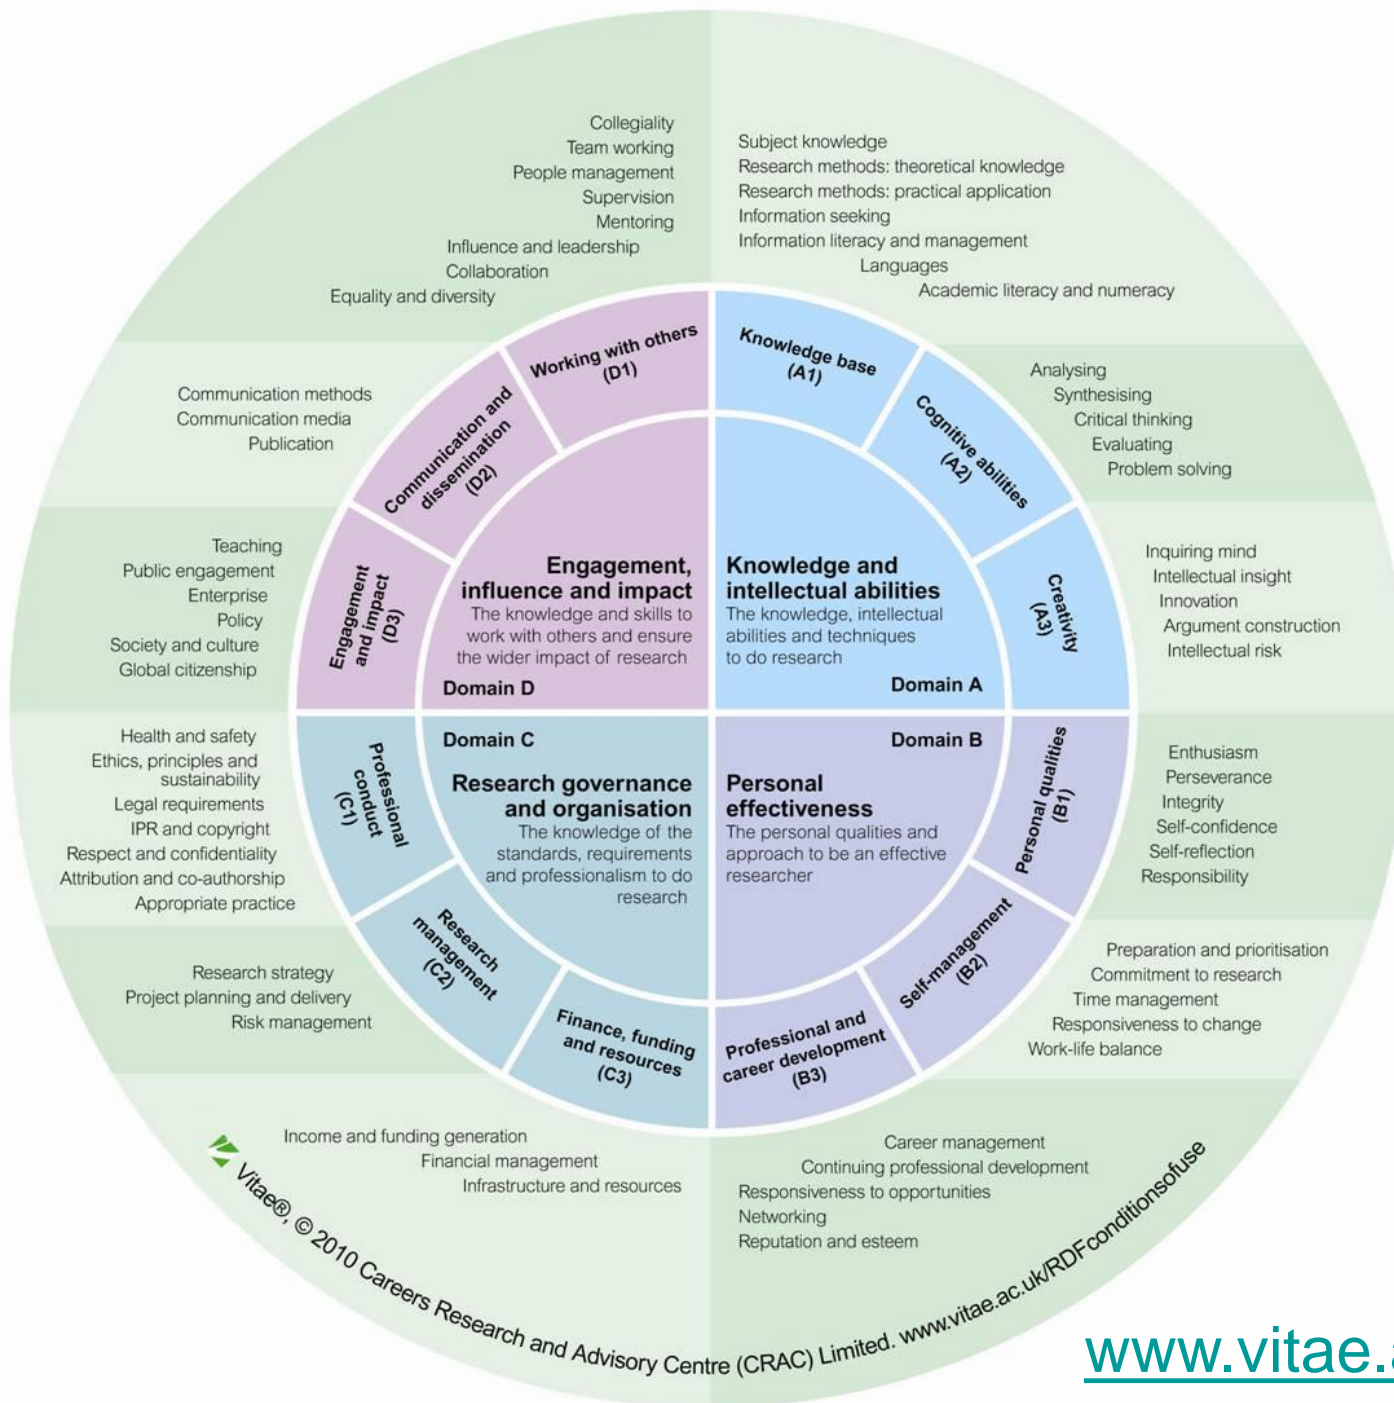 Collegiality
Team working
People management
Supervision
Mentoring
Influence and leadership
Collaboration
Equality and diversity
Subject knowledge
Research methods: theoretical knowledge
Research methods: practical application
Information seeking
Information literacy and management
Languages
Academic literacy and numeracy
Working with others
(D1)
Knowledge base
(A1)
Communication methods
Communication media
Publication
Communication and
dissemination
(D2)
Cognitive abilities
(A2)
Analysing
Synthesising
Critical thinking
Evaluating
Problem solving
Teaching
Public engagement
Enterprise
Policy
Society and culture
Global citizenship
Engagement
and impact
(D3)
Engagement,
influence and impact
The knowledge and skills to
work with others and ensure
the wider impact of research
Domain D
Knowledge and
intellectual abilities
The knowledge, intellectual
abilities and techniques
to do research
Domain A
Creativity
(A3)
Inquiring mind
Intellectual insight
Innovation
Argument construction
Intellectual risk
Health and safety
Ethics, principles and
sustainability
Legal requirements
IPR and copyright
Respect and confidentiality
Attribution and co-authorship
Appropriate practice
Professional
conduct
(C1)
Domain C
Research governance
and organisation
The knowledge of the
standards, requirements
and professionalism to do
research
Domain B
Personal
effectiveness
The personal qualities and
approach to be an effective
researcher
Personal qualities
(B1)
Enthusiasm
Perseverance
Integrity
Self-confidence
Self-reflection
Responsibility
Research strategy
Project planning and delivery
Risk management
Research
management
(C2)
Self-management
(B2)
Preparation and prioritisation
Commitment to research
Time management
Responsiveness to change
Work-life balance
Finance, funding
and resources
(C3)
Professional and
career development
(B3)
Income and funding generation
Financial management
Infrastructure and resources
Career management
Continuing professional development
Responsiveness to opportunities
Networking
Reputation and esteem
Vitae®, © 2010 Careers Research and Advisory Centre (CRAC) Limited. www.vitae.ac.uk/RDFconditionsofuse
www.vitae.a